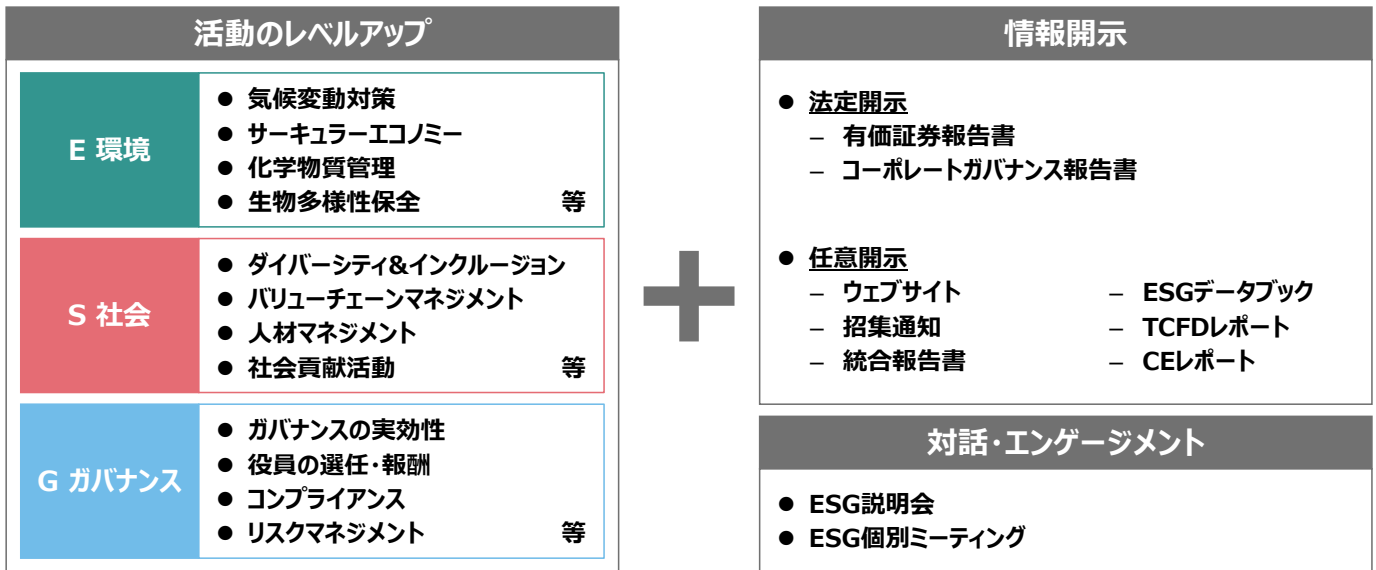 活動のレベルアップ
E 環境
● 気候変動対策
● サーキュラーエコノミー
● 化学物質管理
● 生物多様性保全 等
S 社会
● ダイバーシティ&インクルージョン
● バリューチェーンマネジメント
● 人材マネジメント
● 社会貢献活動 等
G ガバナンス
● ガバナンスの実効性
● 役員の選任・報酬
● コンプライアンス
● リスクマネジメント 等
情報開示
● 法定開示
– 有価証券報告書
– コーポレートガバナンス報告書
● 任意開示
– ウェブサイト
– 招集通知
– 統合報告書
– ESGデータブック
– TCFDレポート
– CEレポート
対話・エンゲージメント
● ESG説明会
● ESG個別ミーティング